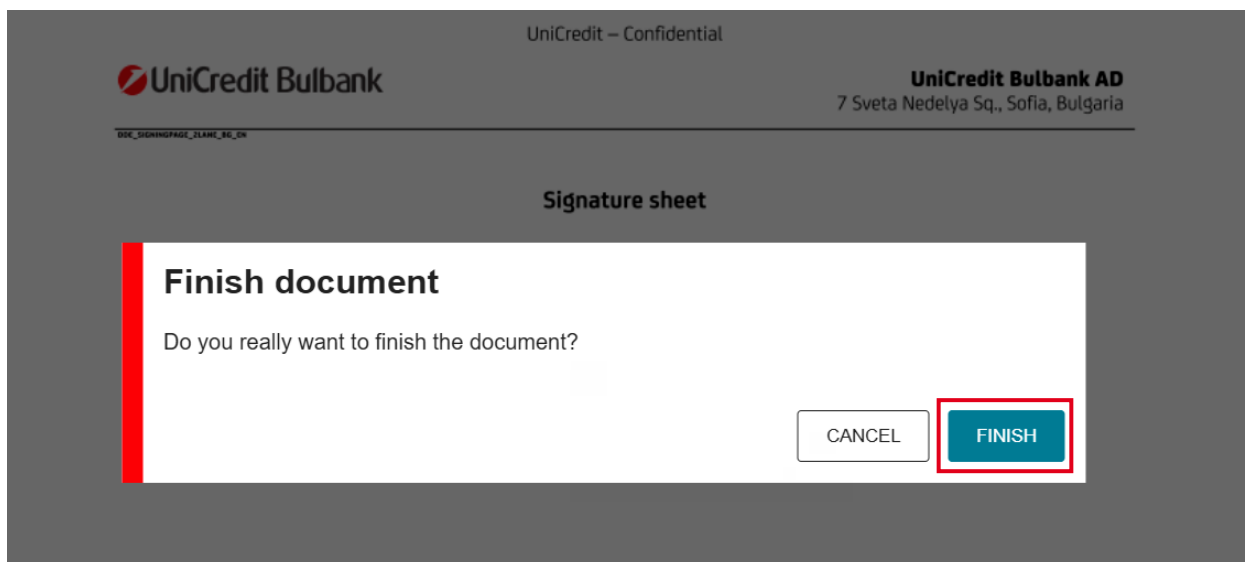 UniCredit – Confidential
UniCredit Bulbank
UniCredit Bulbank AD
7 Sveta Nedelya Sq., Sofia, Bulgaria
DOC_SIGNINGPAGE_2LANE_BG_EN
Signature sheet
Finish document
Do you really want to finish the document?
CANCEL
FINISH